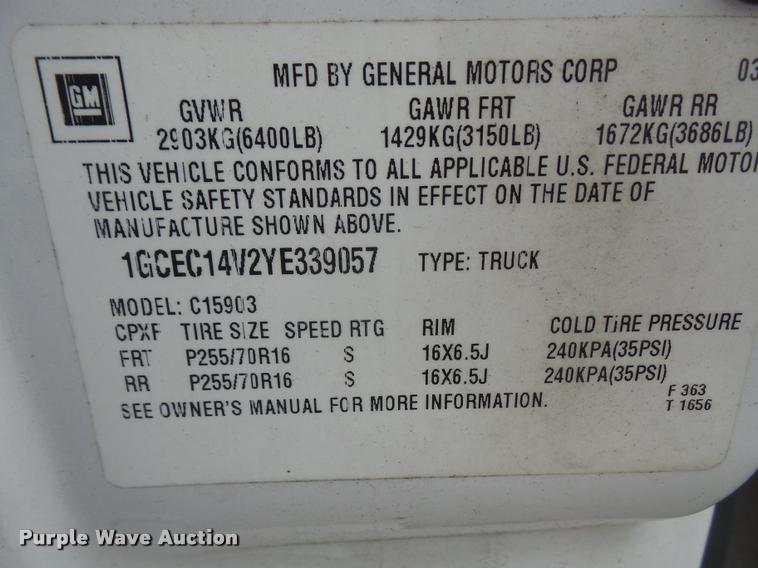 GM
MFD BY GENERAL MOTORS CORP 03
GVWR GAWR FRT GAWR RR
2903KG(6400LB) 1429KG(3150LB) 1672KG(3686LB)
THIS VEHICLE CONFORMS TO ALL APPLICABLE U.S. FEDERAL MOTOR
VEHICLE SAFETY STANDARDS IN EFFECT ON THE DATE OF
MANUFACTURE SHOWN ABOVE.
1GCEC14V2YE339057 TYPE: TRUCK
MODEL: C15903
CPXF TIRE SIZE SPEED RTG RIM COLD TIRE PRESSURE
FRT P255/70R16 S 16X6.5J 240KPA(35PSI)
RR P255/70R16 S 16X6.5J 240KPA(35PSI)
SEE OWNER'S MANUAL FOR MORE INFORMATION.
F 363
T 1656
Purple Wave Auction